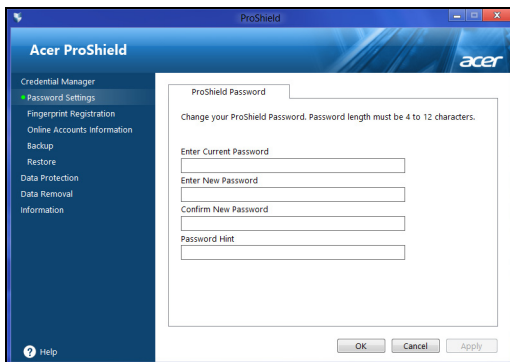 ProShield
Acer ProShield
acer
Credential Manager
Password Settings
Fingerprint Registration
Online Accounts Information
Backup
Restore
Data Protection
Data Removal
Information
Help
ProShield Password
Change your ProShield Password. Password length must be 4 to 12 characters.
Enter Current Password
Enter New Password
Confirm New Password
Password Hint
OK Cancel Apply